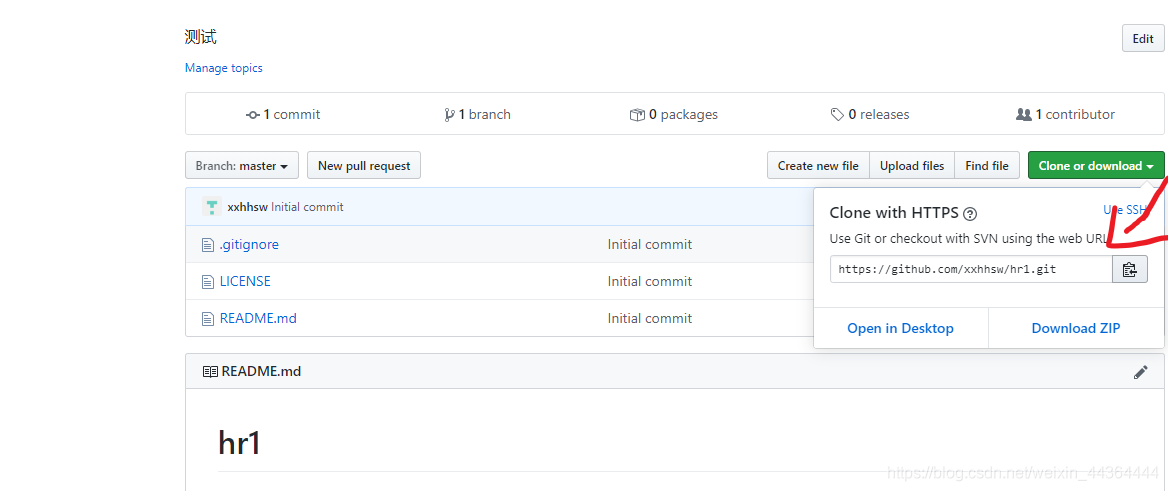 测试
Edit
Manage topics
1 commit 1 branch 0 packages 0 releases 1 contributor
Branch: master New pull request Create new file Upload files Find file Clone or download
xxhhsw Initial commit
Clone with HTTPS Use SSH
Use Git or checkout with SVN using the web URL
https://github.com/xxhhsw/hr1.git
Open in Desktop Download ZIP
.gitignore Initial commit
LICENSE Initial commit
README.md Initial commit
README.md
hr1
https://blog.csdn.net/weixin_44364444